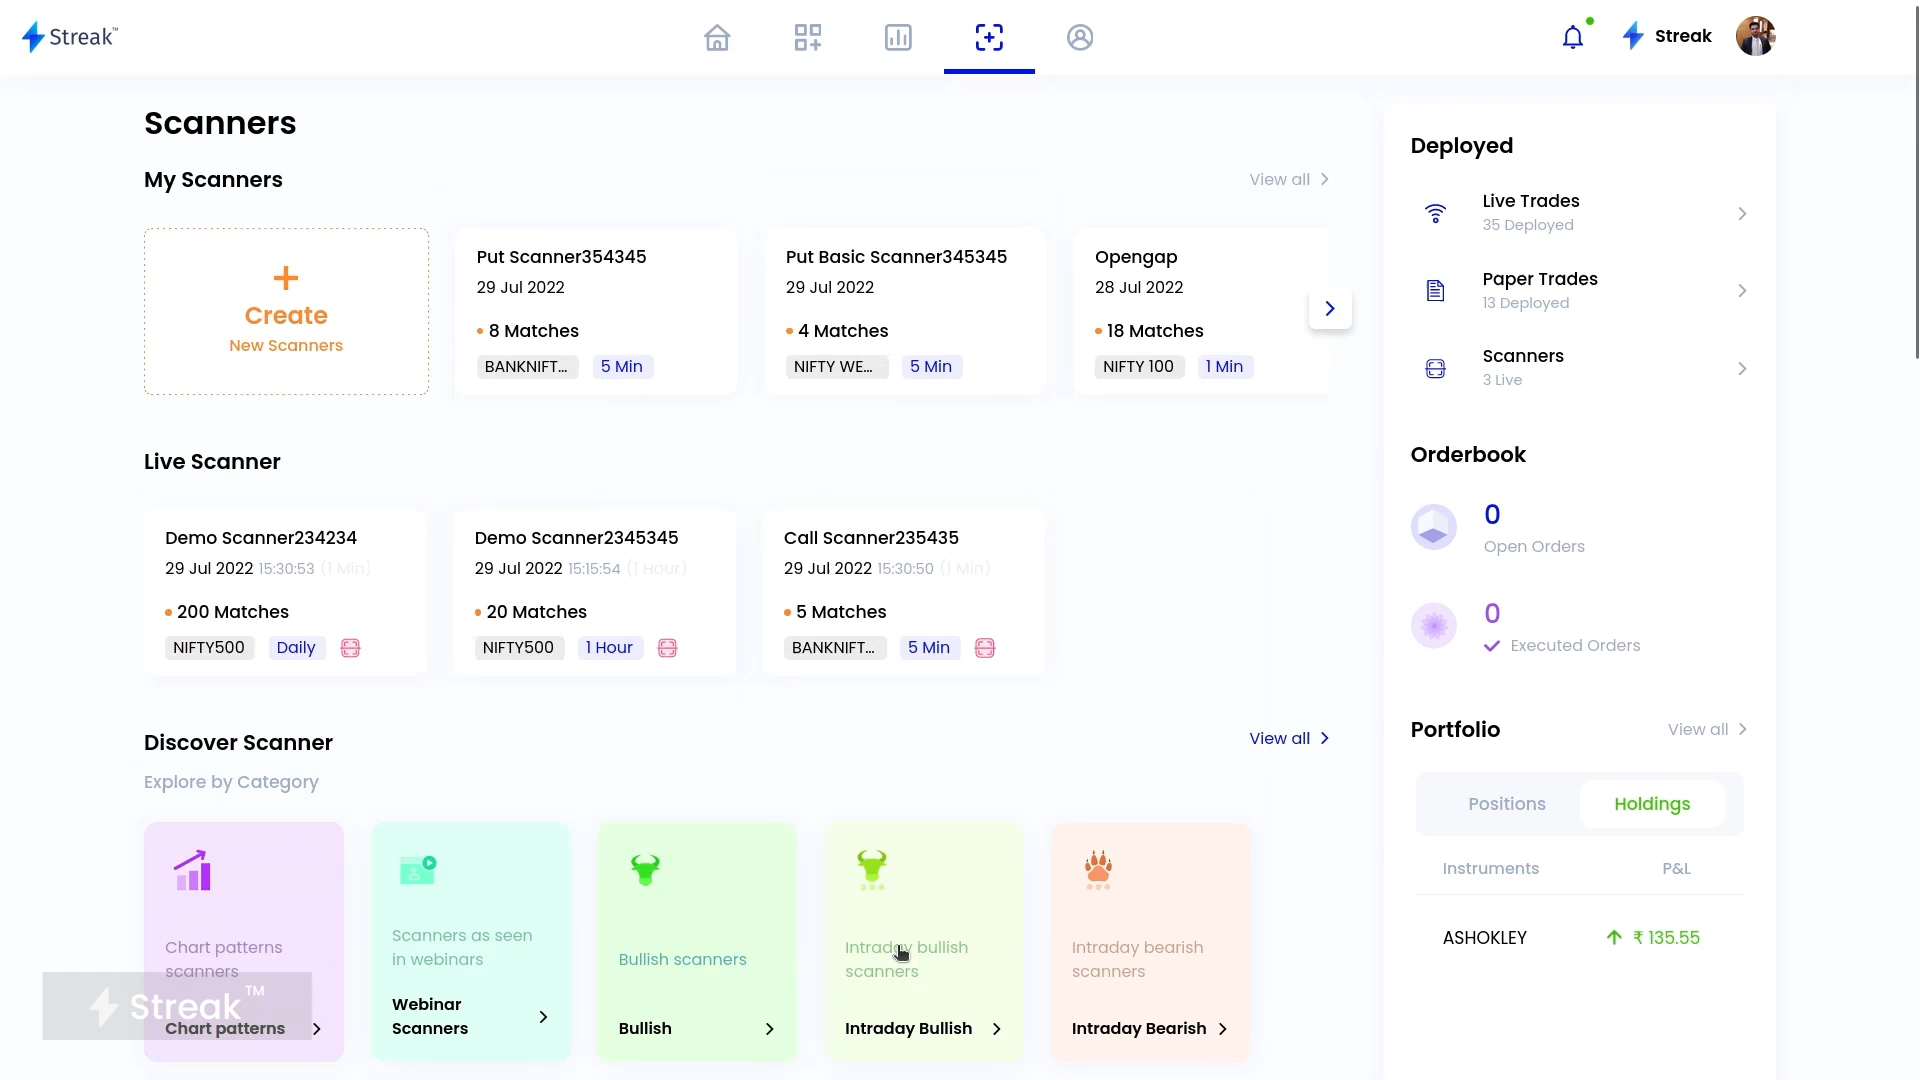 Streak™
Streak
Scanners
My Scanners
View all
Create
New Scanners
Put Scanner354345
29 Jul 2022
8 Matches
BANKNIFT...
5 Min
Put Basic Scanner345345
29 Jul 2022
4 Matches
NIFTY WE...
5 Min
Opengap
28 Jul 2022
18 Matches
NIFTY 100
1 Min
Live Scanner
Demo Scanner234234
29 Jul 2022 15:30:53 (1 Min)
200 Matches
NIFTY500
Daily
Demo Scanner2345345
29 Jul 2022 15:15:54 (1 Hour)
20 Matches
NIFTY500
1 Hour
Call Scanner235435
29 Jul 2022 15:30:50 (1 Min)
5 Matches
BANKNIFT...
5 Min
Discover Scanner
View all
Explore by Category
Chart patterns
scanners
Chart patterns
Scanners as seen
in webinars
Webinar
Scanners
Bullish scanners
Bullish
Intraday bullish
scanners
Intraday Bullish
Intraday bearish
scanners
Intraday Bearish
Streak™
Deployed
Live Trades
35 Deployed
Paper Trades
13 Deployed
Scanners
3 Live
Orderbook
0
Open Orders
0
Executed Orders
Portfolio
View all
Positions
Holdings
Instruments
P&L
ASHOKLEY
₹ 135.55